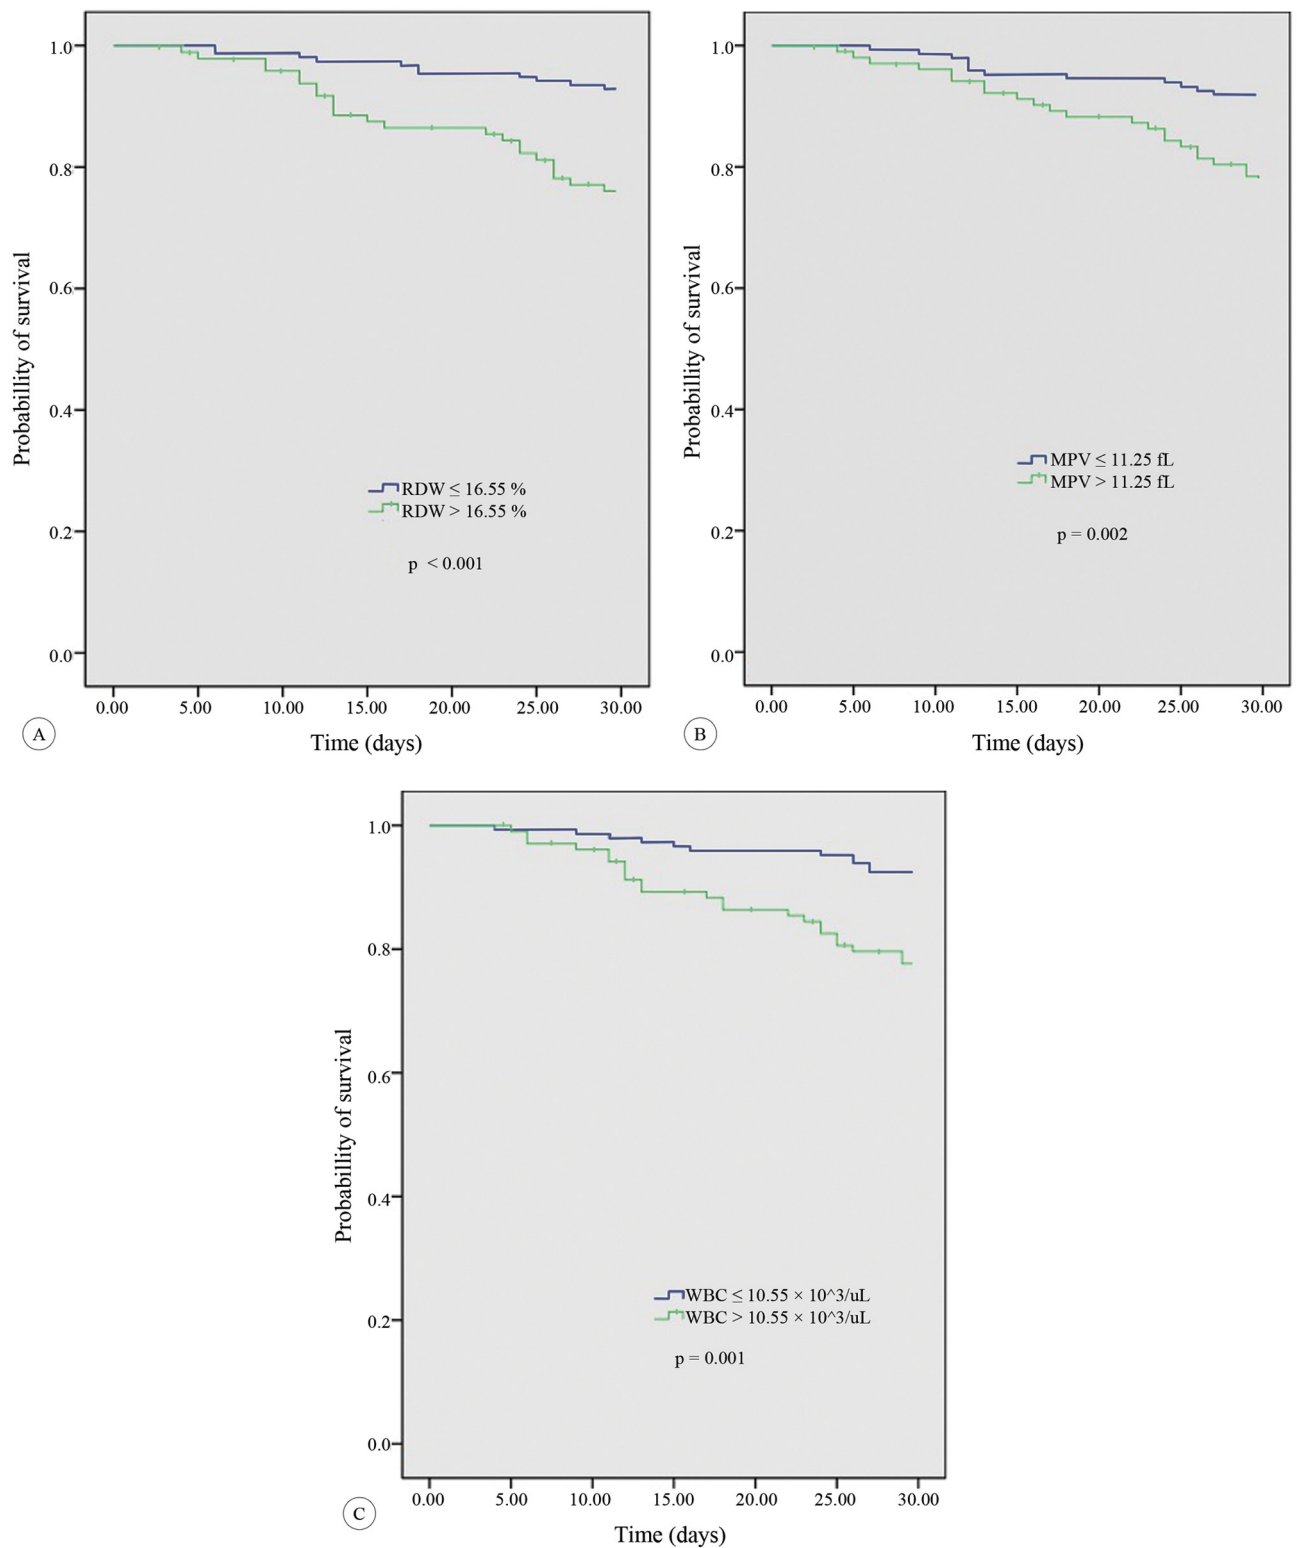 1.0
0.8
0.6
0.4
0.2
0.0
Probabillity of survival
RDW ≤ 16.55 %
RDW > 16.55 %
p < 0.001
0.00 5.00 10.00 15.00 20.00 25.00 30.00
Time (days)
A
1.0
0.8
0.6
0.4
0.2
0.0
Probabillity of survival
MPV ≤ 11.25 fL
MPV > 11.25 fL
p = 0.002
0.00 5.00 10.00 15.00 20.00 25.00 30.00
Time (days)
B
1.0
0.8
0.6
0.4
0.2
0.0
Probabillity of survival
WBC ≤ 10.55 × 10^3/uL
WBC > 10.55 × 10^3/uL
p = 0.001
0.00 5.00 10.00 15.00 20.00 25.00 30.00
Time (days)
C